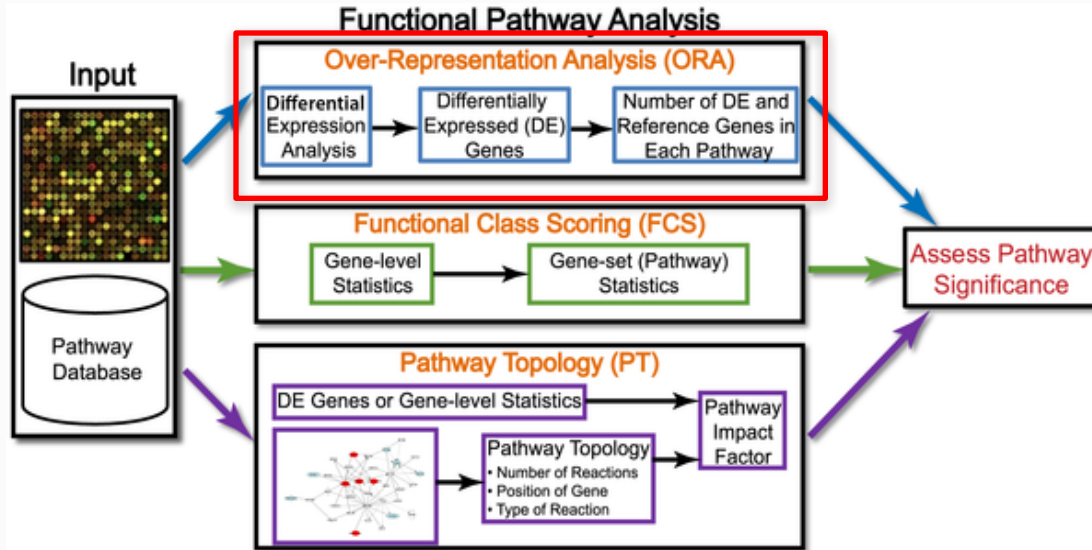 Functional Pathway Analysis
Input
Pathway
Database
Over-Representation Analysis (ORA)
Differential
Expression
Analysis
Differentially
Expressed (DE)
Genes
Number of DE and
Reference Genes in
Each Pathway
Functional Class Scoring (FCS)
Gene-level
Statistics
Gene-set (Pathway)
Statistics
Pathway Topology (PT)
DE Genes or Gene-level Statistics
Pathway Topology
• Number of Reactions
• Position of Gene
• Type of Reaction
Pathway
Impact
Factor
Assess Pathway
Significance